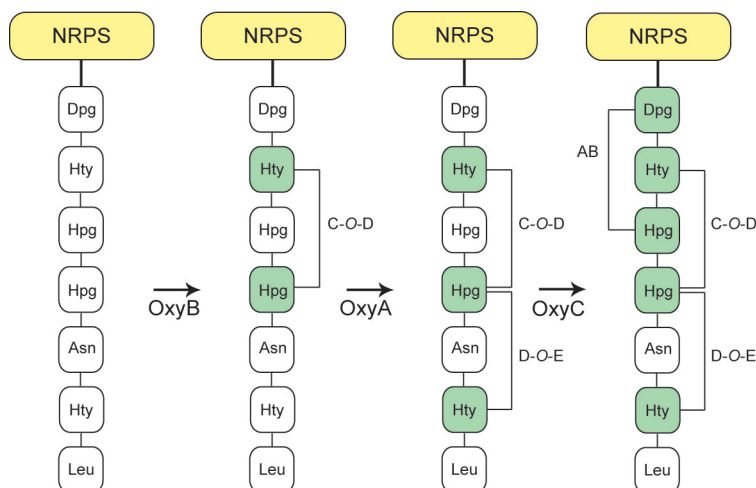 NRPS
NRPS
NRPS
NRPS
Dpg
Hty
Hpg
Hpg
Asn
Hty
Leu
OxyB
Dpg
Hty
Hpg
Hpg
Asn
Hty
Leu
C-O-D
OxyA
Dpg
Hty
Hpg
Hpg
Asn
Hty
Leu
C-O-D
D-O-E
OxyC
AB
Dpg
Hty
Hpg
Hpg
Asn
Hty
Leu
C-O-D
D-O-E